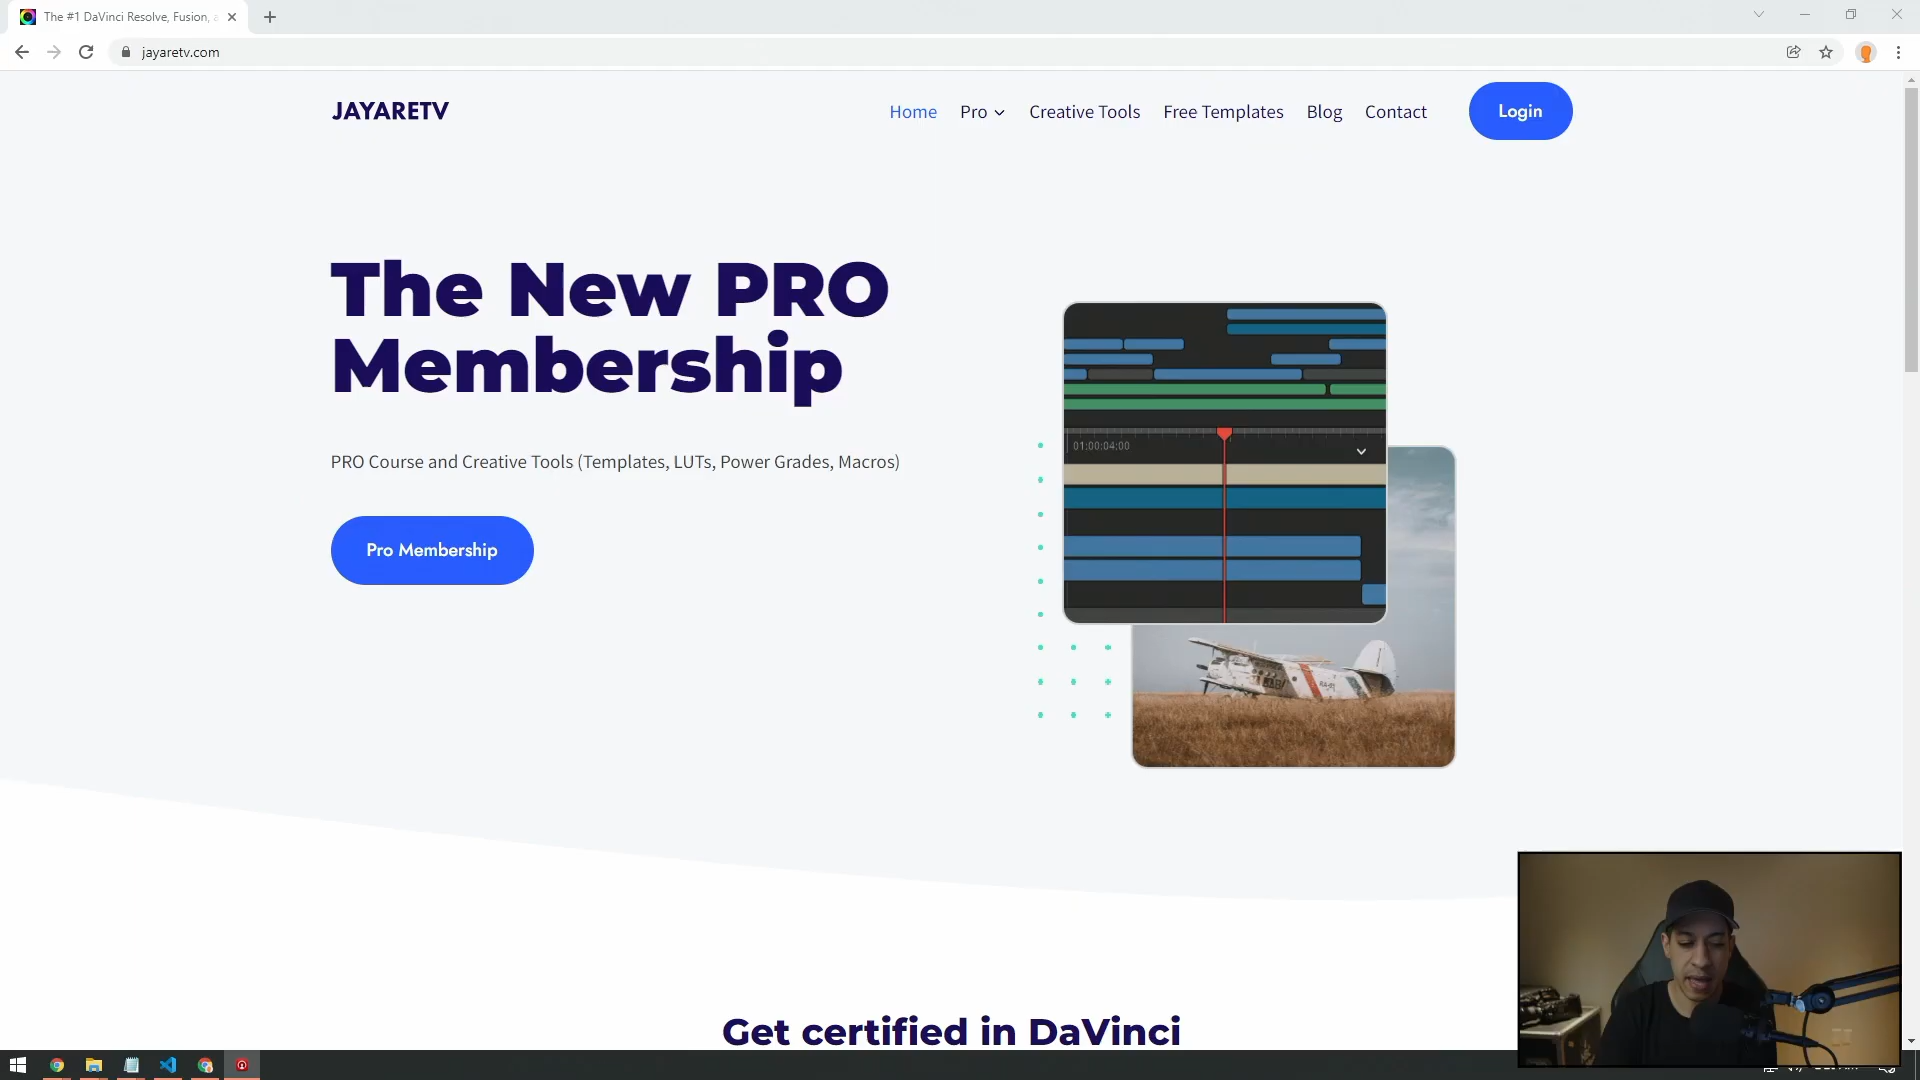 The #1 DaVinci Resolve, Fusion, a
jayaretv.com
JAYARETV
Home Pro Creative Tools Free Templates Blog Contact Login
The New PRO
Membership
PRO Course and Creative Tools (Templates, LUTs, Power Grades, Macros)
Pro Membership
01:00:04:00
Get certified in DaVinci